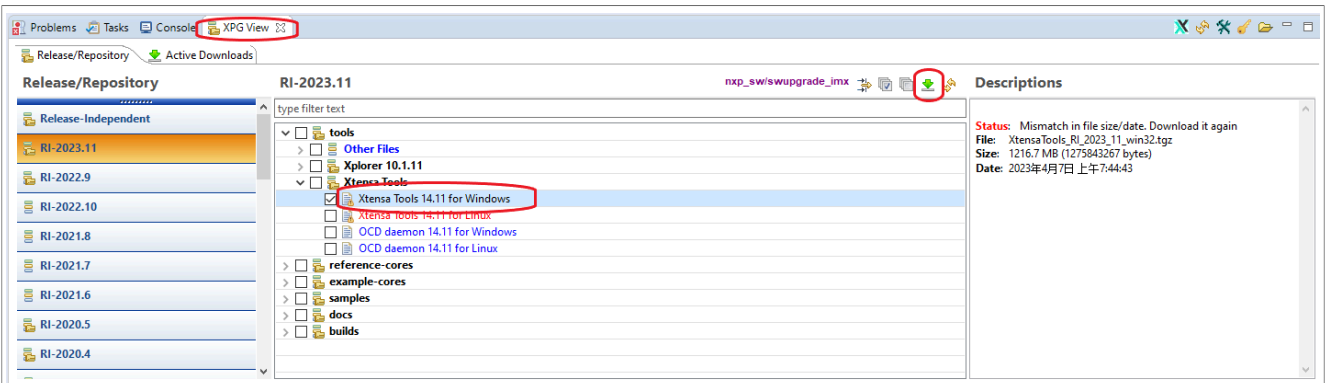 Problems Tasks Console XPG View
Release/Repository Active Downloads
Release/Repository
Release-Independent
RI-2023.11
RI-2022.9
RI-2022.10
RI-2021.8
RI-2021.7
RI-2021.6
RI-2020.5
RI-2020.4
RI-2023.11
nxp_sw/swupgrade_imx
type filter text
tools
Other Files
Xplorer 10.1.11
Xtensa Tools
Xtensa Tools 14.11 for Windows
Xtensa Tools 14.11 for Linux
OCD daemon 14.11 for Windows
OCD daemon 14.11 for Linux
reference-cores
example-cores
samples
docs
builds
Descriptions
Status: Mismatch in file size/date. Download it again
File: XtensaTools_RI_2023_11_win32.tgz
Size: 1216.7 MB (1275843267 bytes)
Date: 2023年4月7日 上午7:44:43